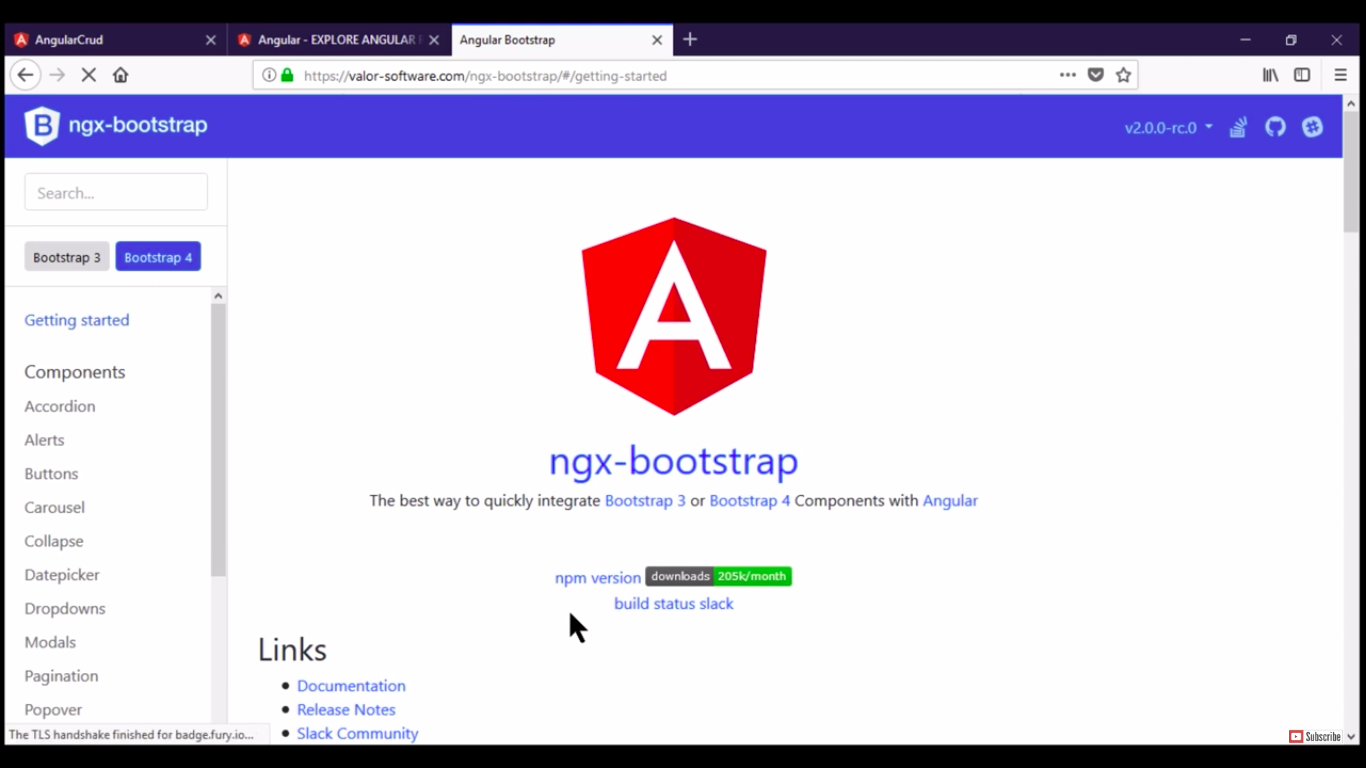 AngularCrud
Angular - EXPLORE ANGULAR
Angular Bootstrap
https://valor-software.com/ngx-bootstrap/#/getting-started
B ngx-bootstrap
v2.0.0-rc.0
Search...
Bootstrap 3 Bootstrap 4
Getting started
Components
Accordion
Alerts
Buttons
Carousel
Collapse
Datepicker
Dropdowns
Modals
Pagination
Popover
A
ngx-bootstrap
The best way to quickly integrate Bootstrap 3 or Bootstrap 4 Components with Angular
npm version downloads 205k/month
build status slack
Links
Documentation
Release Notes
Slack Community
The TLS handshake finished for badge.fury.io...
Subscribe